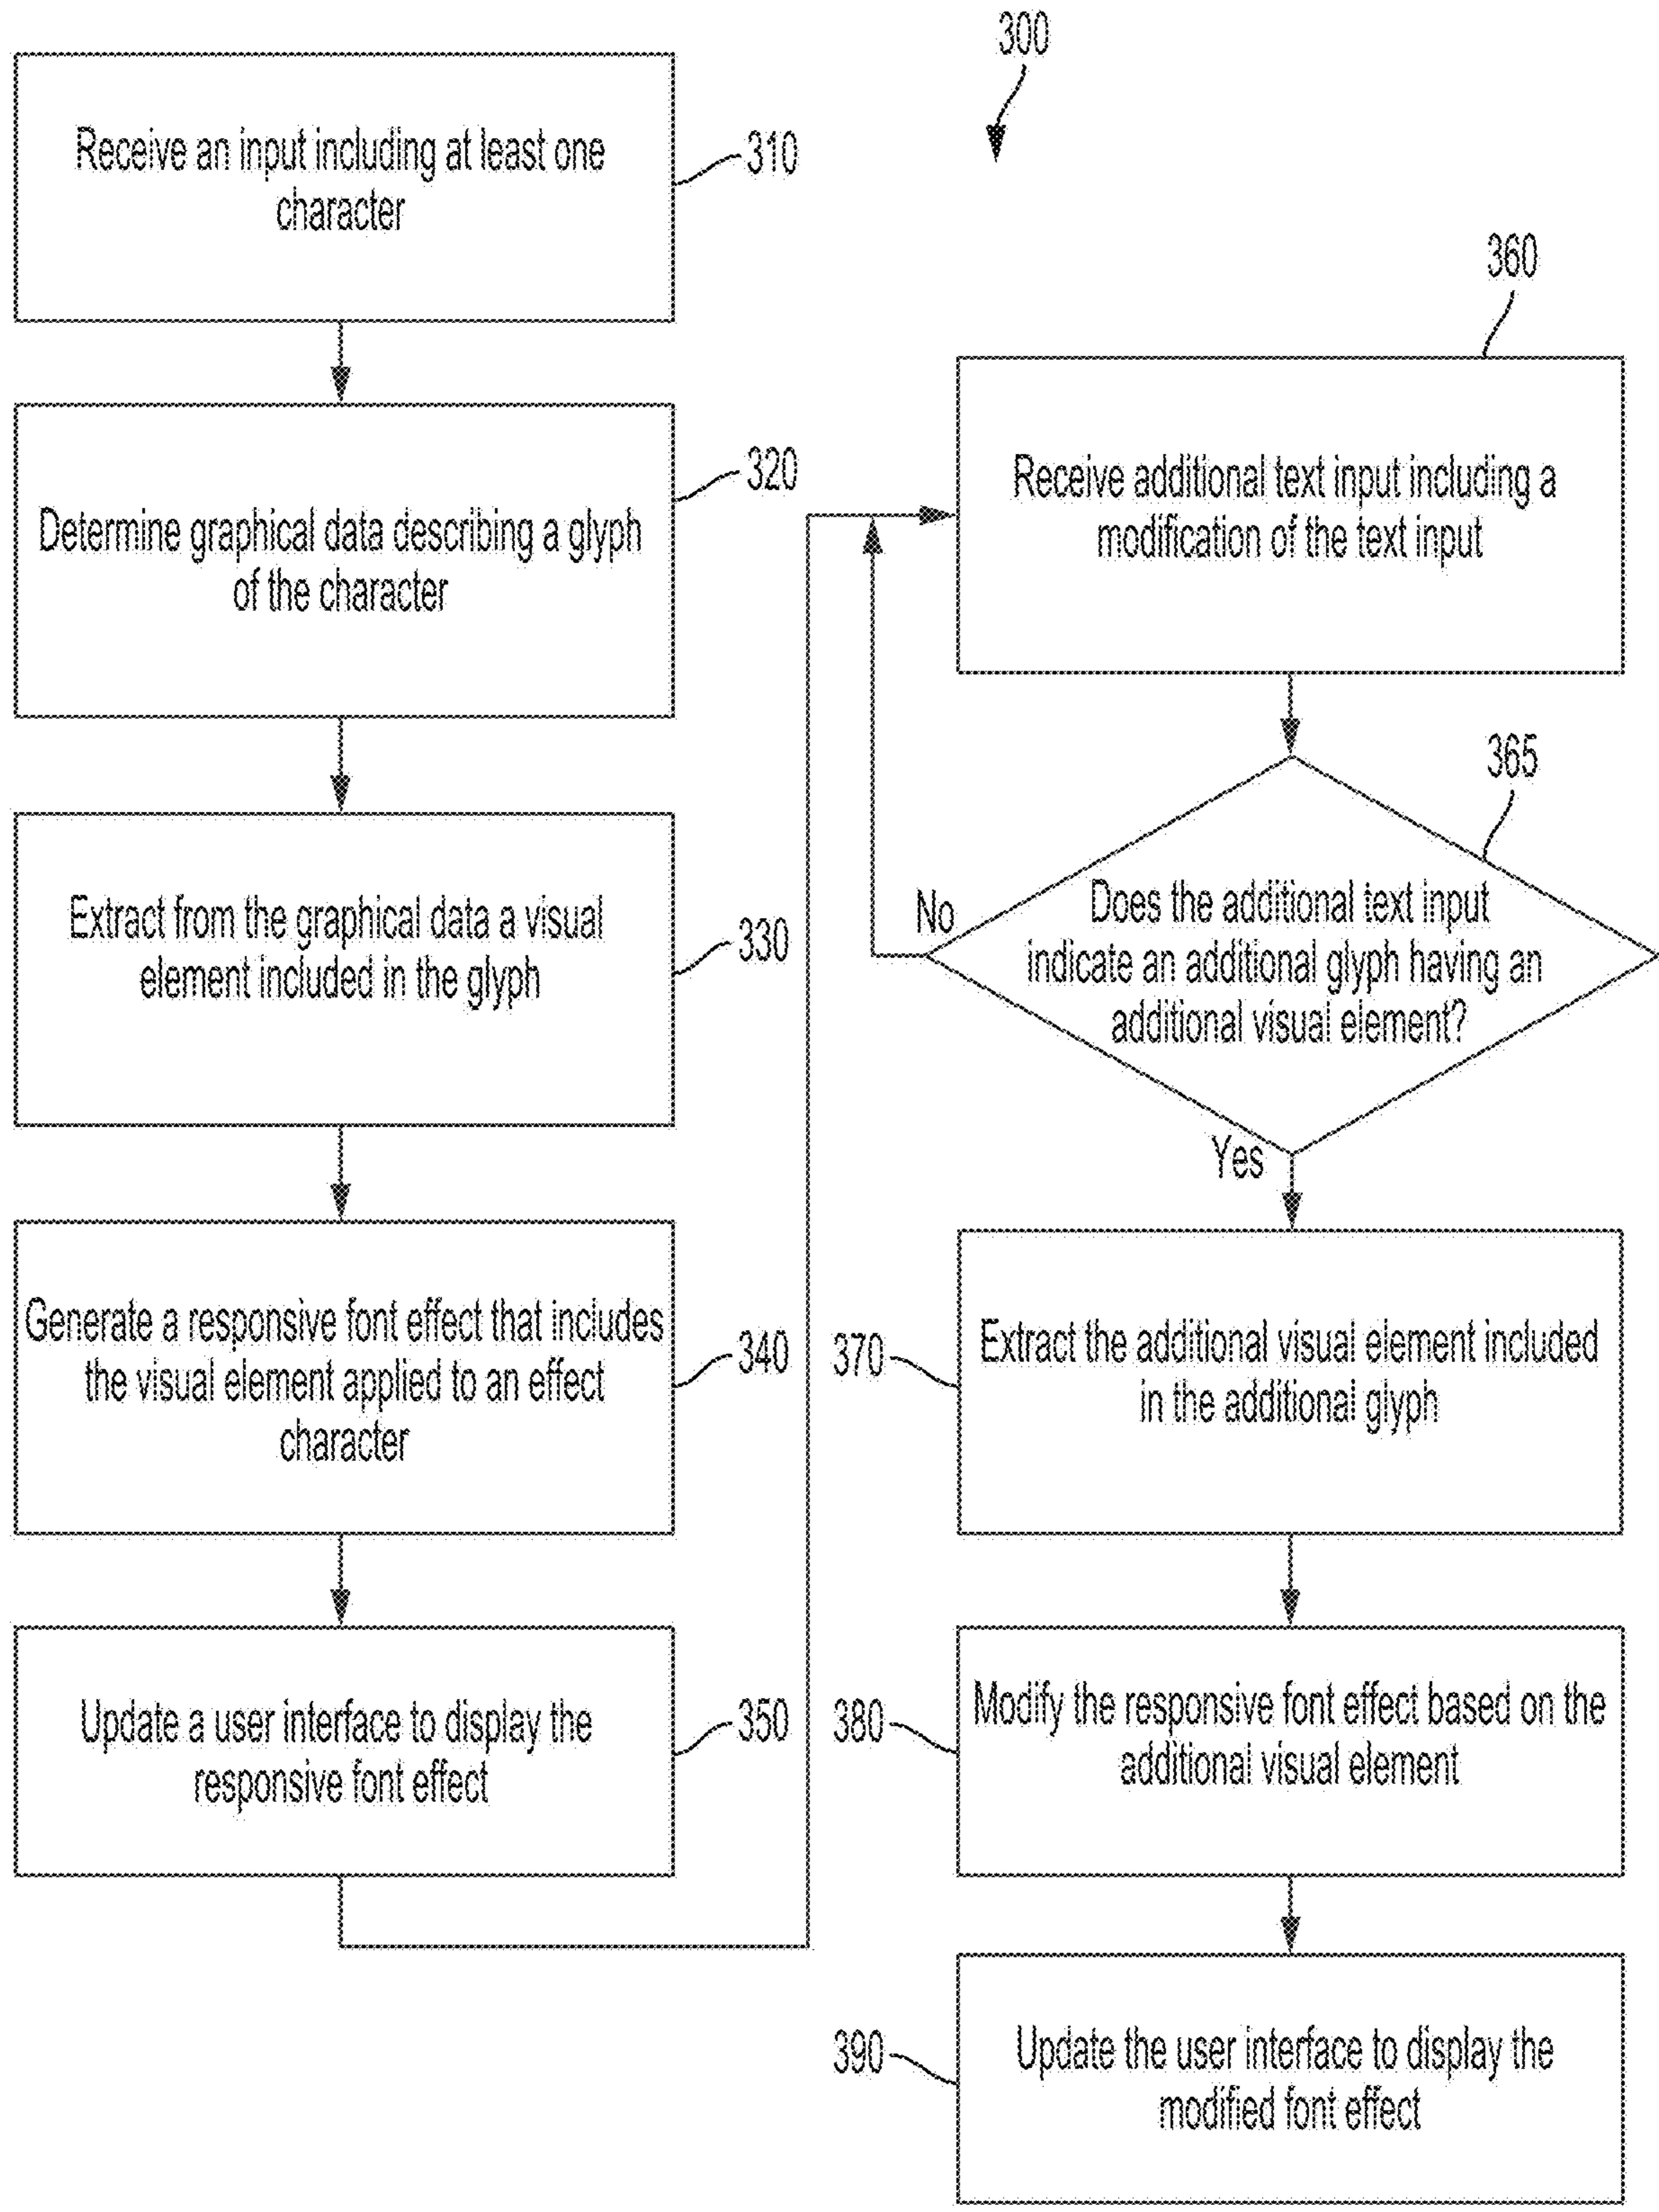 300
Receive an input including at least one
character
310
Determine graphical data describing a glyph
of the character
320
Extract from the graphical data a visual
element included in the glyph
330
Generate a responsive font effect that includes
the visual element applied to an effect
character
340
Update a user interface to display the
responsive font effect
350
360
Receive additional text input including a
modification of the text input
365
Does the additional text input
indicate an additional glyph having an
additional visual element?
No
Yes
370
Extract the additional visual element included
in the additional glyph
380
Modify the responsive font effect based on the
additional visual element
390
Update the user interface to display the
modified font effect